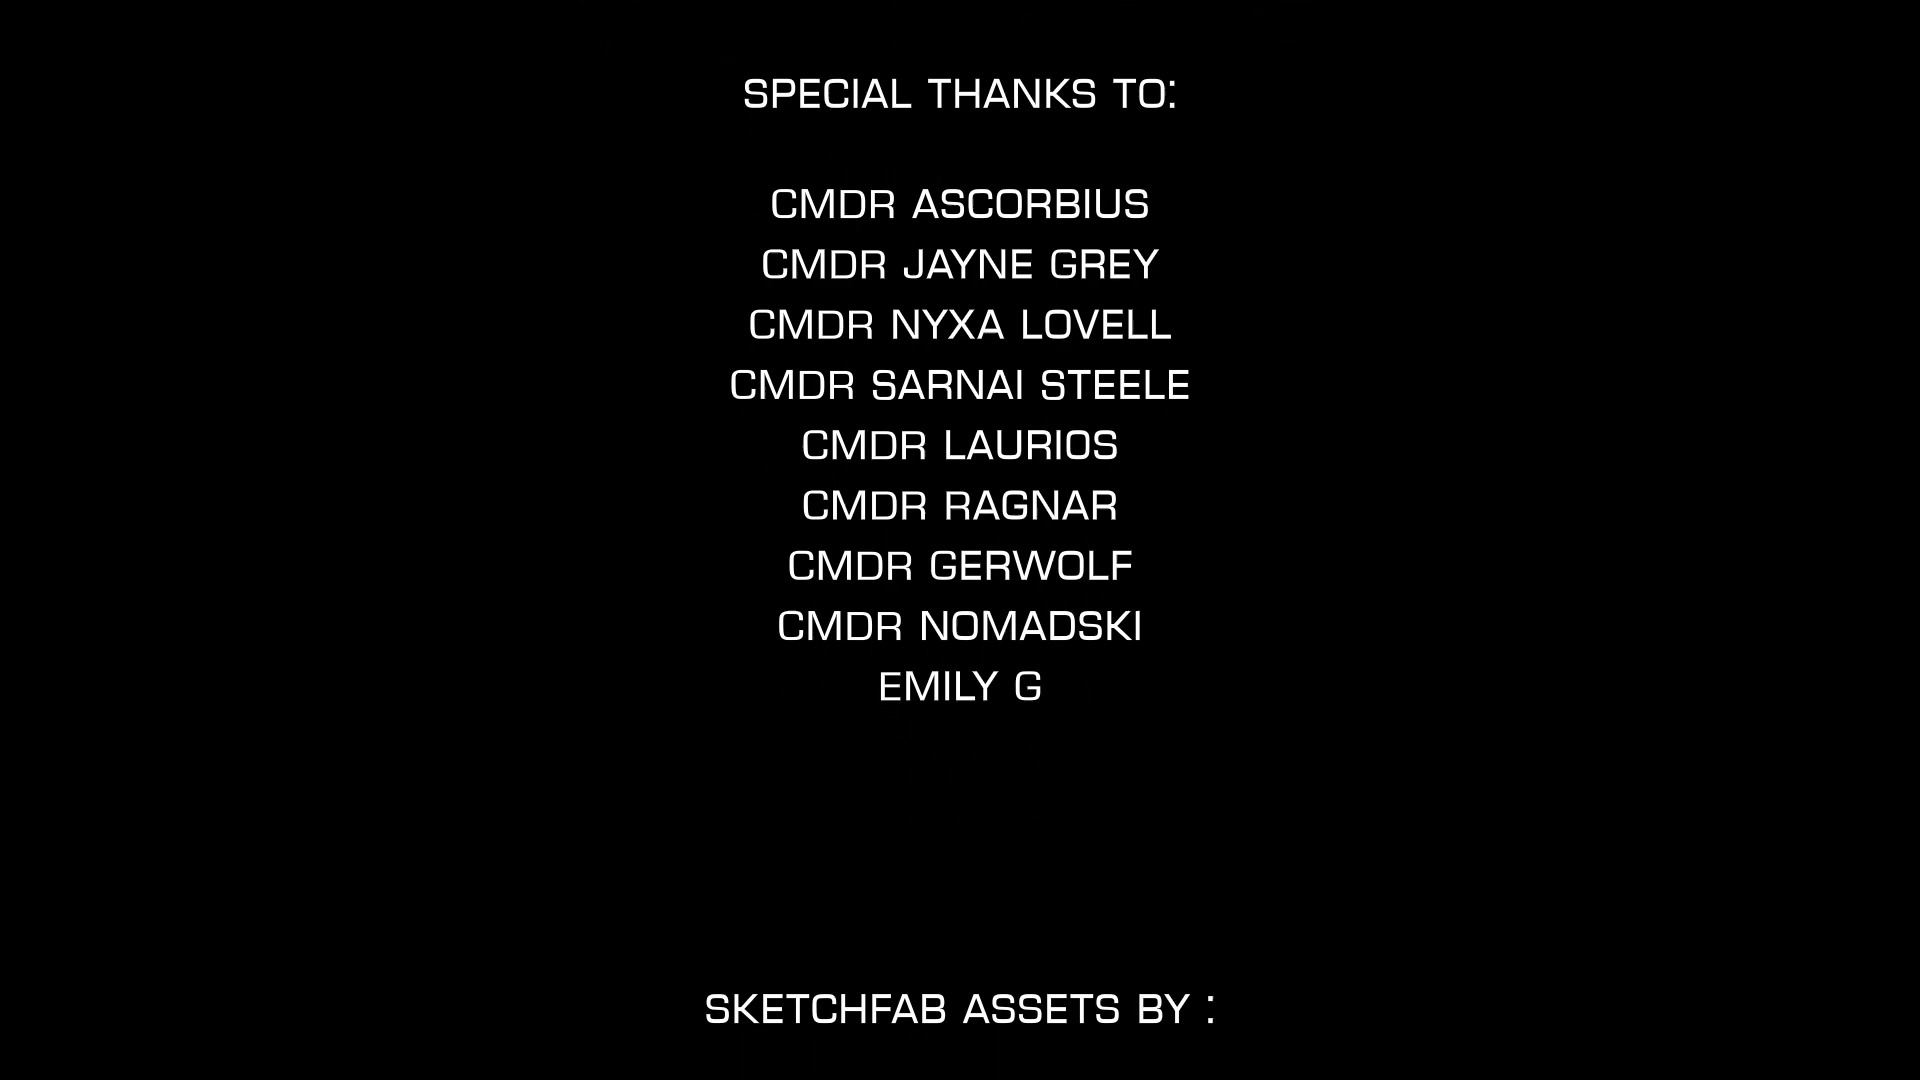 SPECIAL THANKS TO:
CMDR ASCORBIUS
CMDR JAYNE GREY
CMDR NYXA LOVELL
CMDR SARNAI STEELE
CMDR LAURIOS
CMDR RAGNAR
CMDR GERWOLF
CMDR NOMADSKI
EMILY G
SKETCHFAB ASSETS BY :